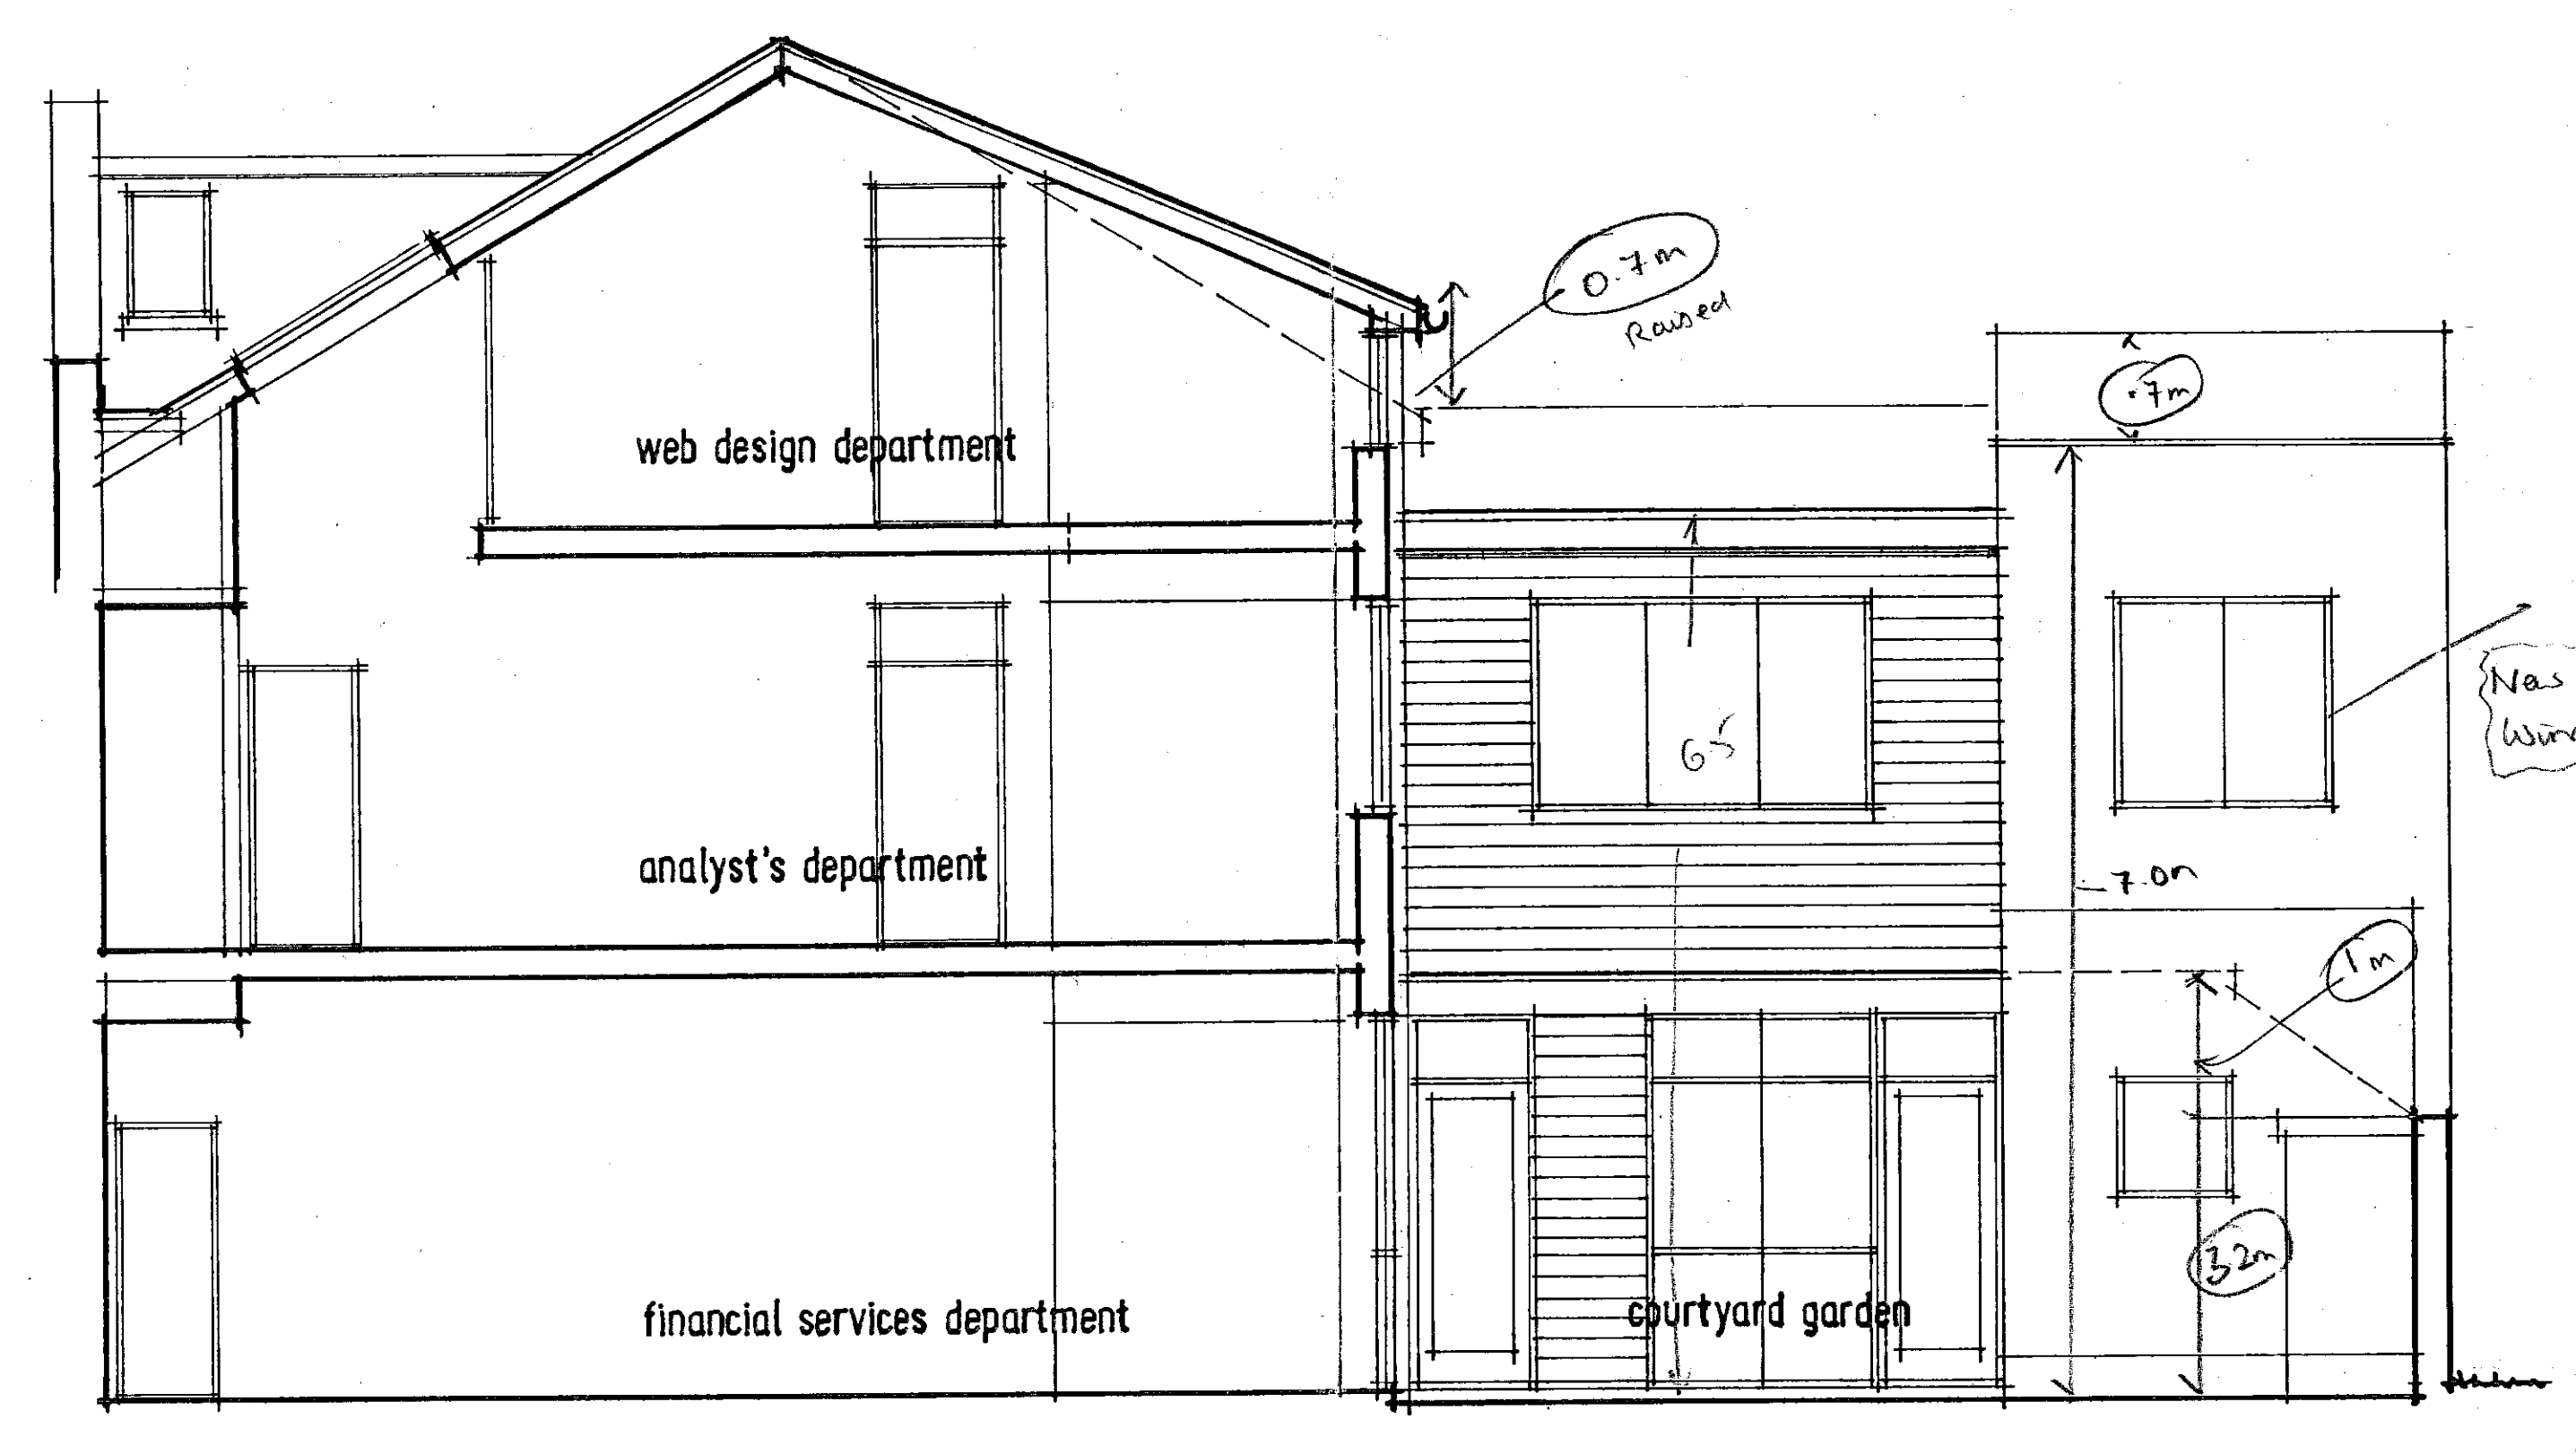 0.7m
Raised
.7m
web design department
New
6.5
analyst's department
7.0m
1m
3.2m
financial services department
courtyard garden